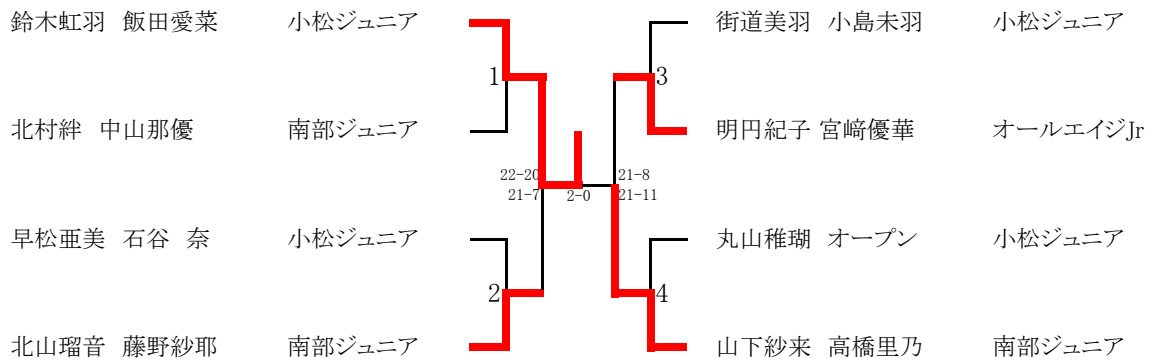 鈴木虹羽 飯田愛菜 小松ジュニア 街道美羽 小島未羽 小松ジュニア
1 3
北村絆 中山那優 南部ジュニア 明円紀子 宮﨑優華 オールエイジJr
22-20 21-8
21-7 2-0 21-11
早松亜美 石谷 奈 小松ジュニア 丸山稚瑚 オープン 小松ジュニア
2 4
北山瑠音 藤野紗耶 南部ジュニア 山下紗来 高橋里乃 南部ジュニア